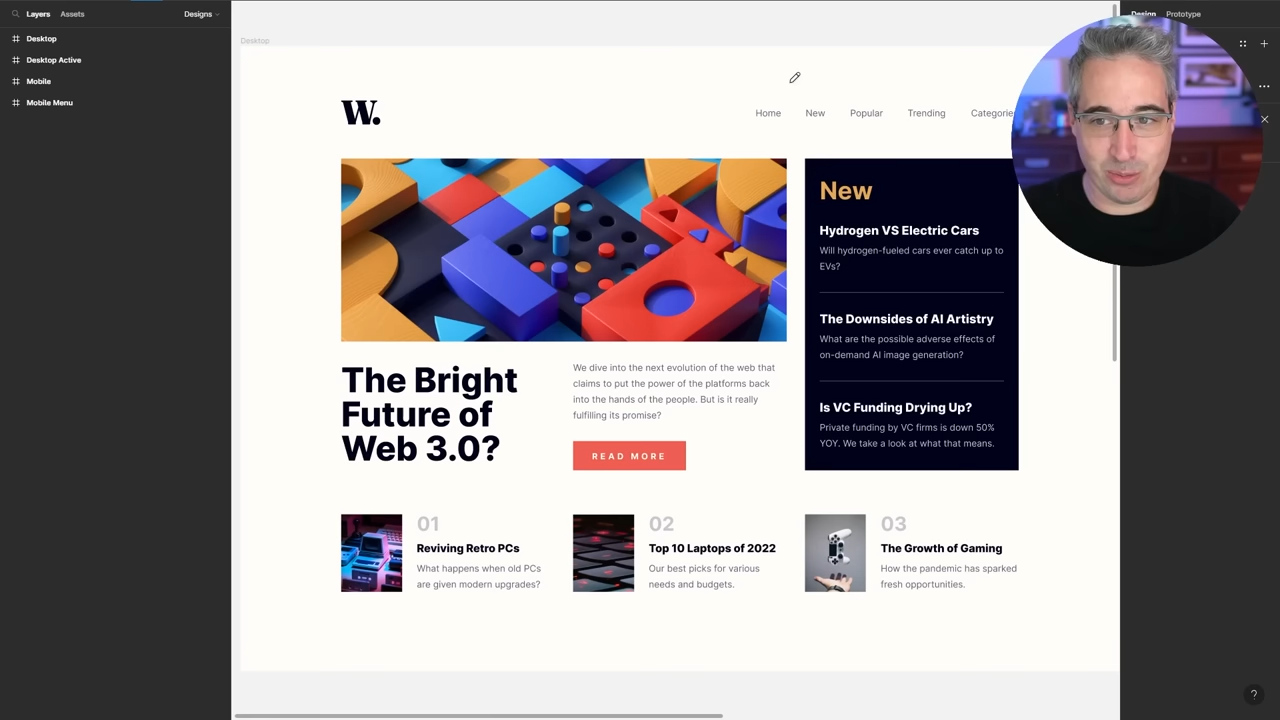 Layers Assets Designs
Desktop
Desktop Active
Mobile
Mobile Menu
Desktop
Design Prototype
W.
Home New Popular Trending Categorie
New
Hydrogen VS Electric Cars
Will hydrogen-fueled cars ever catch up to
EVs?
The Downsides of AI Artistry
What are the possible adverse effects of
on-demand AI image generation?
Is VC Funding Drying Up?
Private funding by VC firms is down 50%
YOY. We take a look at what that means.
The Bright
Future of
Web 3.0?
We dive into the next evolution of the web that
claims to put the power of the platforms back
into the hands of the people. But is it really
fulfilling its promise?
READ MORE
01
Reviving Retro PCs
What happens when old PCs
are given modern upgrades?
02
Top 10 Laptops of 2022
Our best picks for various
needs and budgets.
03
The Growth of Gaming
How the pandemic has sparked
fresh opportunities.
?